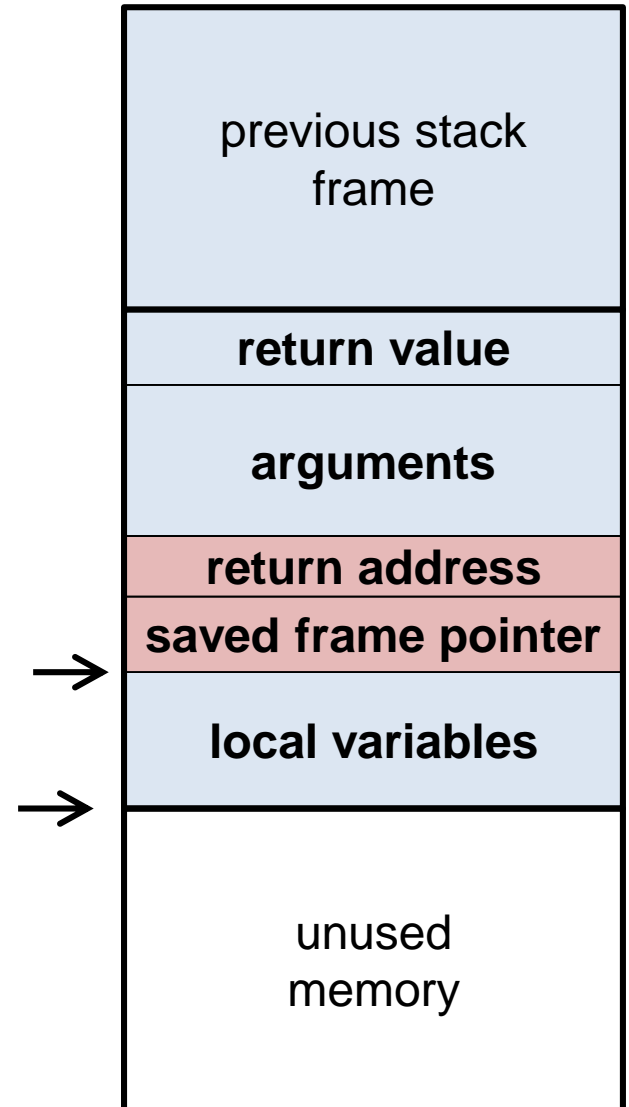 previous stack
frame
return value
arguments
return address
saved frame pointer
local variables
unused
memory